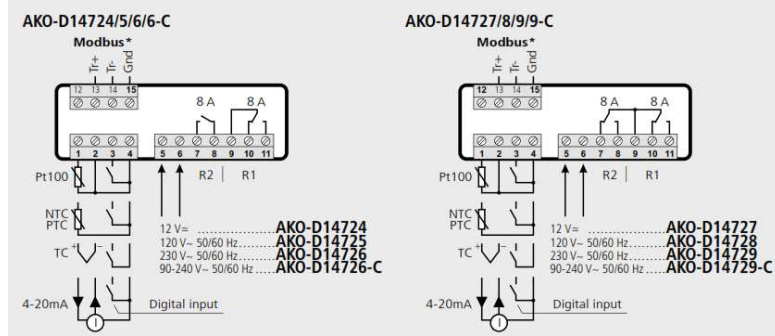 AKO-D14724/5/6/6-C
Modbus*
Tr+ Tr- Gnd
12 13 14 15
8 A 8 A
1 2 3 4 5 6 7 8 9 10 11
Pt100
R2 R1
NTC
PTC
12 V= AKO-D14724
120 V~ 50/60 Hz AKO-D14725
TC + − 230 V~ 50/60 Hz AKO-D14726
90-240 V~ 50/60 Hz AKO-D14726-C
4-20mA Digital input
I
AKO-D14727/8/9/9-C
Modbus*
Tr+ Tr- Gnd
12 13 14 15
8 A 8 A
1 2 3 4 5 6 7 8 9 10 11
Pt100
R2 R1
NTC
PTC
12 V= AKO-D14727
120 V~ 50/60 Hz AKO-D14728
TC + − 230 V~ 50/60 Hz AKO-D14729
90-240 V~ 50/60 Hz AKO-D14729-C
4-20mA Digital input
I